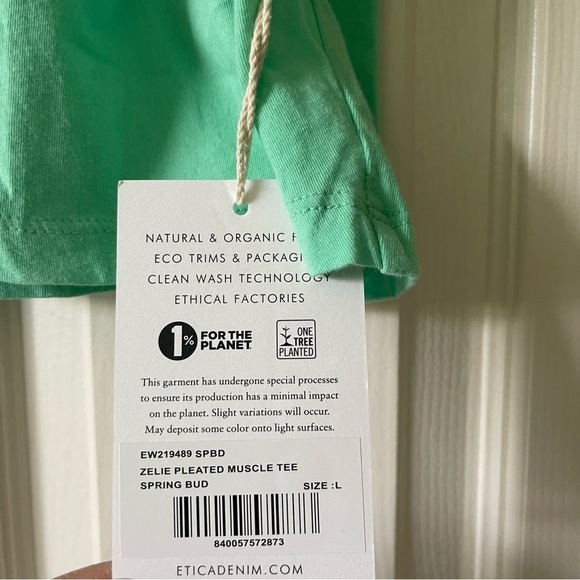 NATURAL & ORGANIC
ECO TRIMS & PACKAGI
CLEAN WASH TECHNOLOGY
ETHICAL FACTORIES
1% FOR THE
PLANET
ONE
TREE
PLANTED
This garment has undergone special processes
to ensure its production has a minimal impact
on the planet. Slight variations will occur.
May deposit some color onto light surfaces.
EW219489 SPBD
ZELIE PLEATED MUSCLE TEE
SPRING BUD SIZE :L
840057572873
ETICADENIM.COM